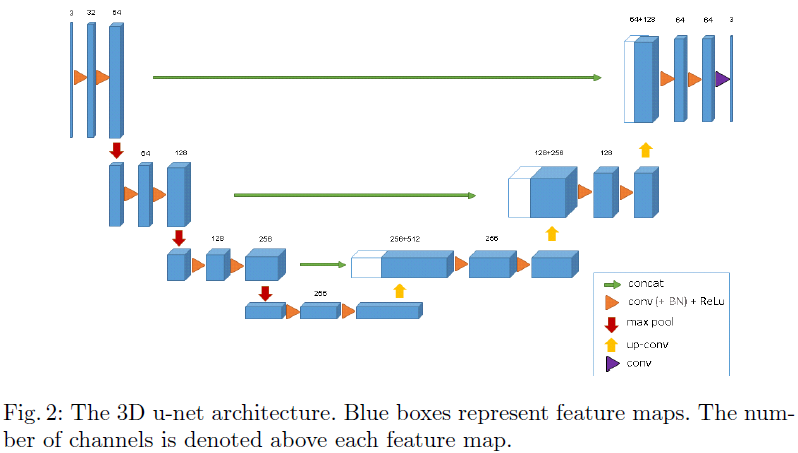 3 32 64
64+128 64 64 3
64 128
128+256 128
128 256
256+512 256
256
concat
conv (+ BN) + ReLu
max pool
up-conv
conv
Fig. 2: The 3D u-net architecture. Blue boxes represent feature maps. The num-
ber of channels is denoted above each feature map.